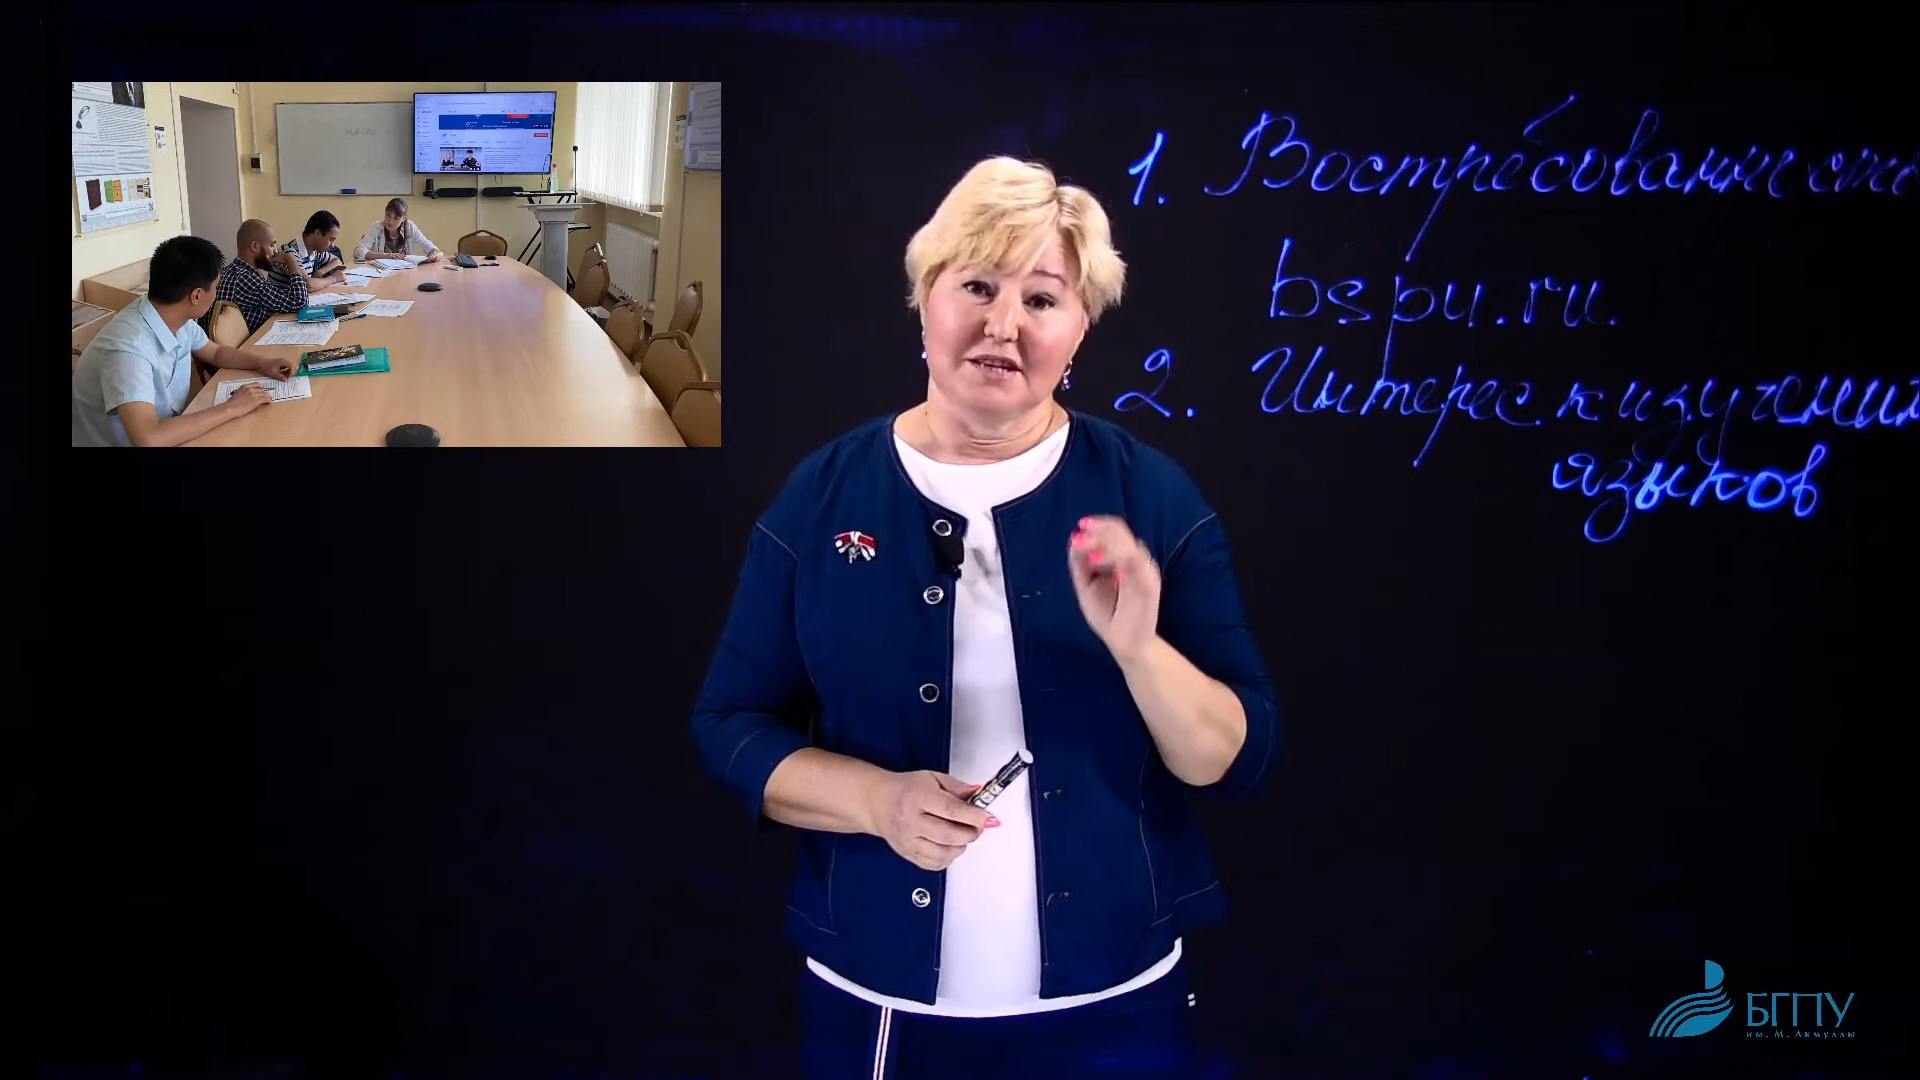 1. Востребованность
bspu.ru
2. Интерес к изучению
языков
БГПУ
им. М. Акмуллы